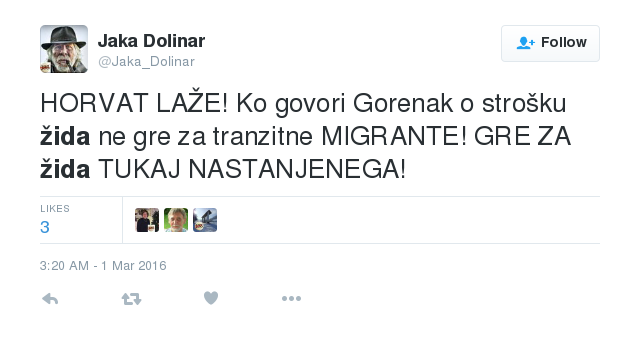 Jaka Dolinar
@Jaka_Dolinar
Follow
HORVAT LAŽE! Ko govori Gorenak o strošku
žida ne gre za tranzitne MIGRANTE! GRE ZA
žida TUKAJ NASTANJENEGA!
LIKES
3
3:20 AM - 1 Mar 2016